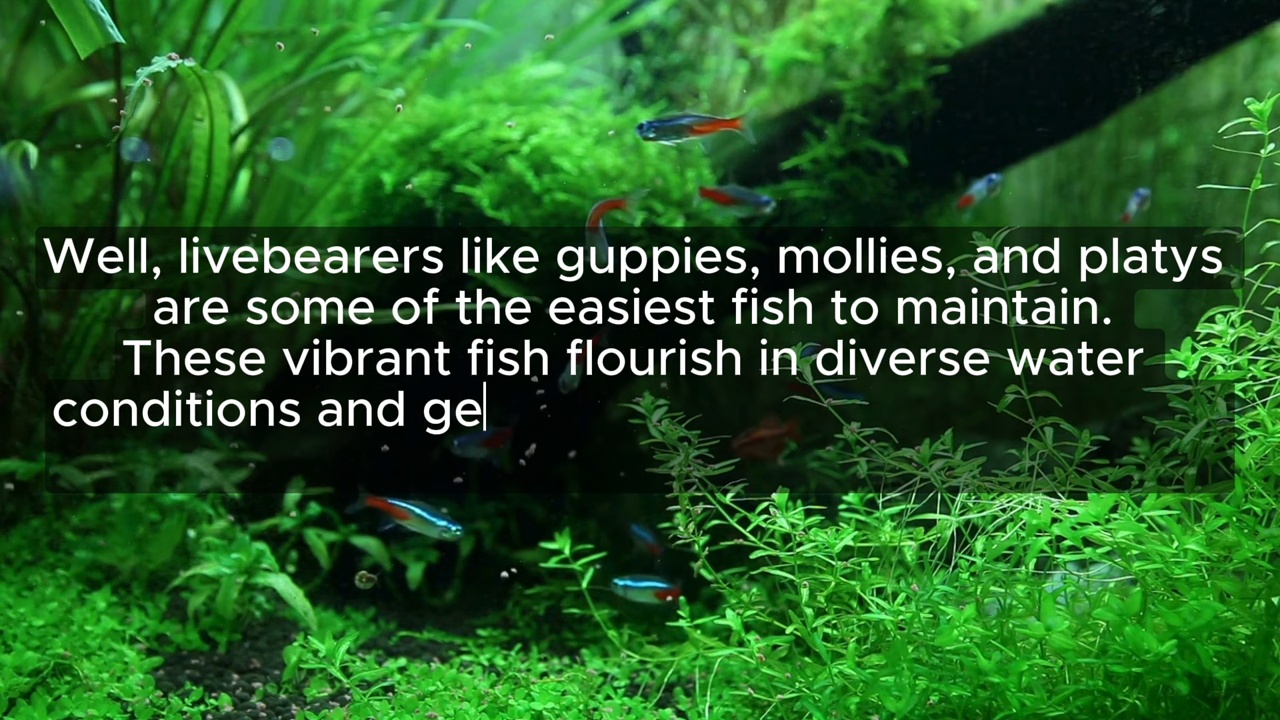 Well, livebearers like guppies, mollies, and platys
are some of the easiest fish to maintain.
These vibrant fish flourish in diverse water
conditions and ge